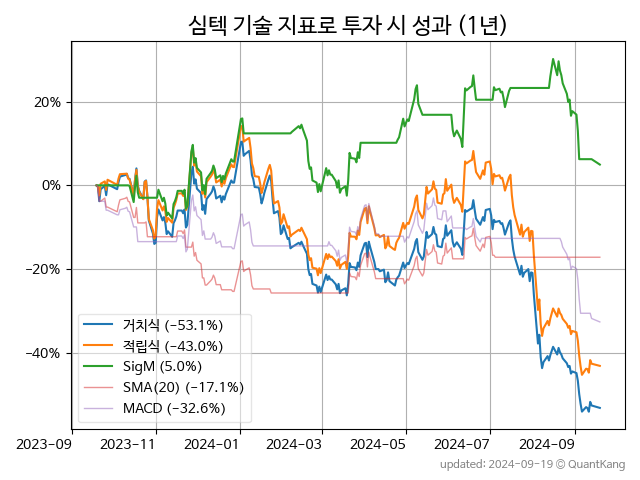 심텍 기술 지표로 투자 시 성과 (1년)
20%
0%
−20%
−40%
거치식 (−53.1%)
적립식 (−43.0%)
SigM (5.0%)
SMA(20) (−17.1%)
MACD (−32.6%)
2023-09
2023-11
2024-01
2024-03
2024-05
2024-07
2024-09
updated: 2024-09-19 © QuantKang